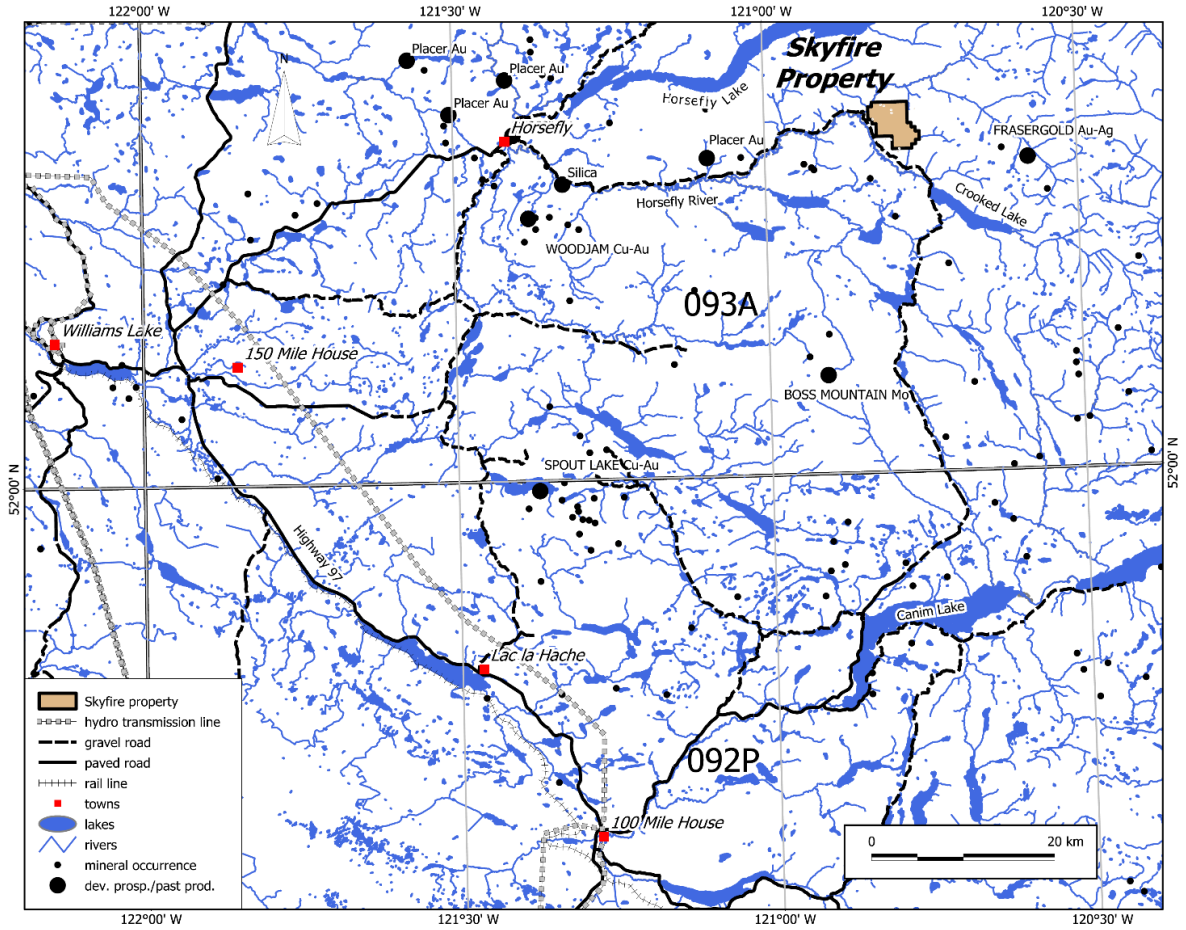 122°00' W
121°30' W
121°00' W
120°30' W
Placer Au
Skyfire
Property
N
Placer Au
Horsefly Lake
Placer Au
Horsefly
FRASERGOLD Au-Ag
Placer Au
Silica
Crooked Lake
Horsefly River
WOODJAM Cu-Au
093A
Williams Lake
150 Mile House
BOSS MOUNTAIN Mo
SPOUT LAKE Cu-Au
52°00' N
52°00' N
Highway 97
Canim Lake
Lac la Hache
092P
100 Mile House
Skyfire property
hydro transmission line
gravel road
paved road
rail line
towns
lakes
rivers
mineral occurrence
dev. prosp./past prod.
0 20 km
122°00' W
121°30' W
121°00' W
120°30' W